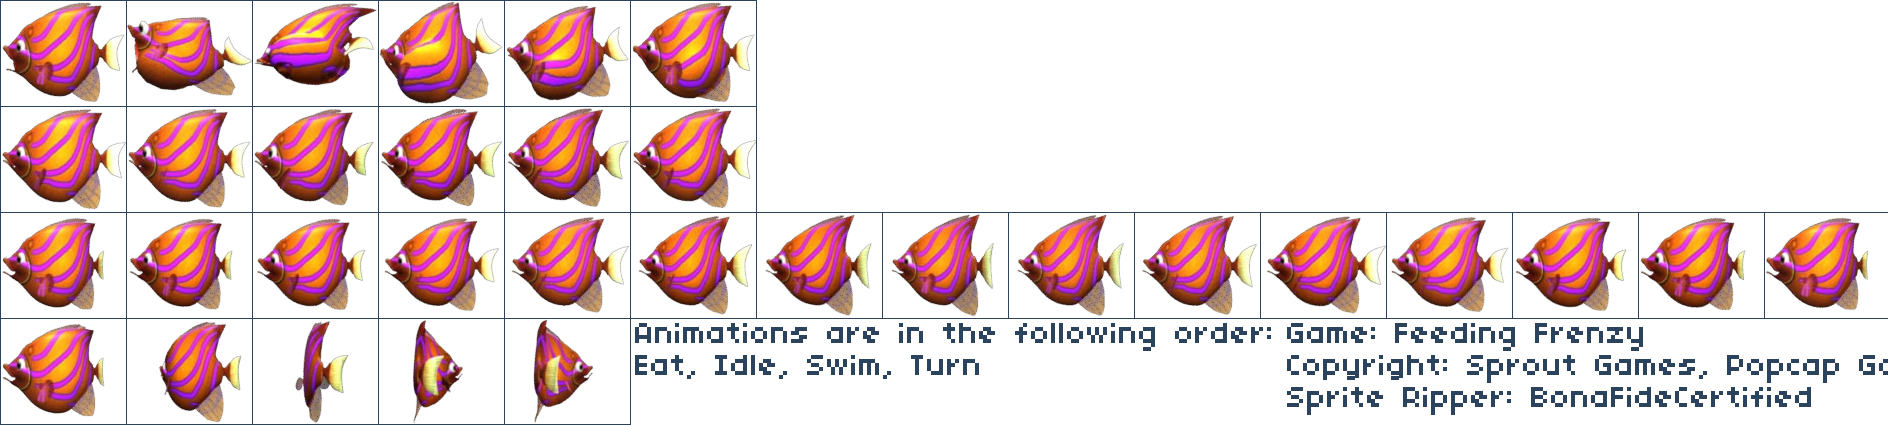 Animations are in the following order:
Eat, Idle, Swim, Turn
Game: Feeding Frenzy
Copyright: Sprout Games, Popcap Ga
Sprite Ripper: BonaFideCertified